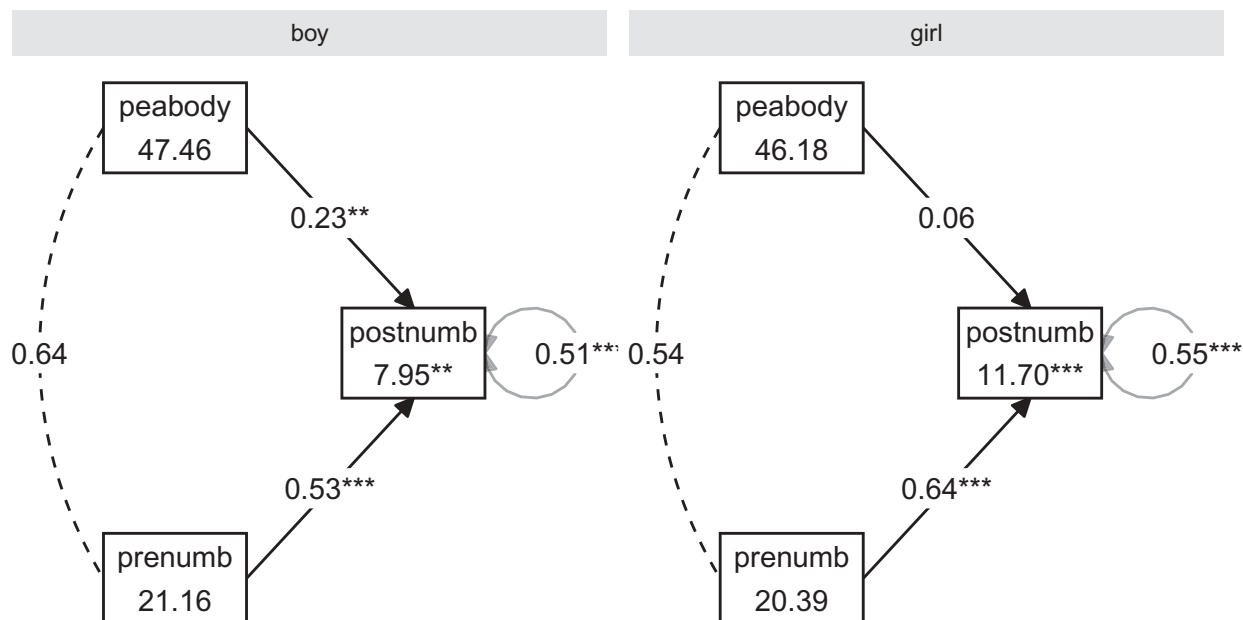 boy
peabody
47.46
0.23**
postnumb
7.95**
0.51***
0.64
0.53***
prenumb
21.16
girl
peabody
46.18
0.06
postnumb
11.70***
0.55***
0.54
0.64***
prenumb
20.39